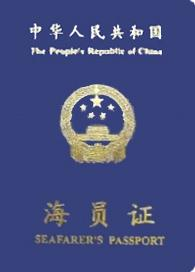 中华人民共和国
The People's Republic of China
海员证
SEAFARER'S PASSPORT